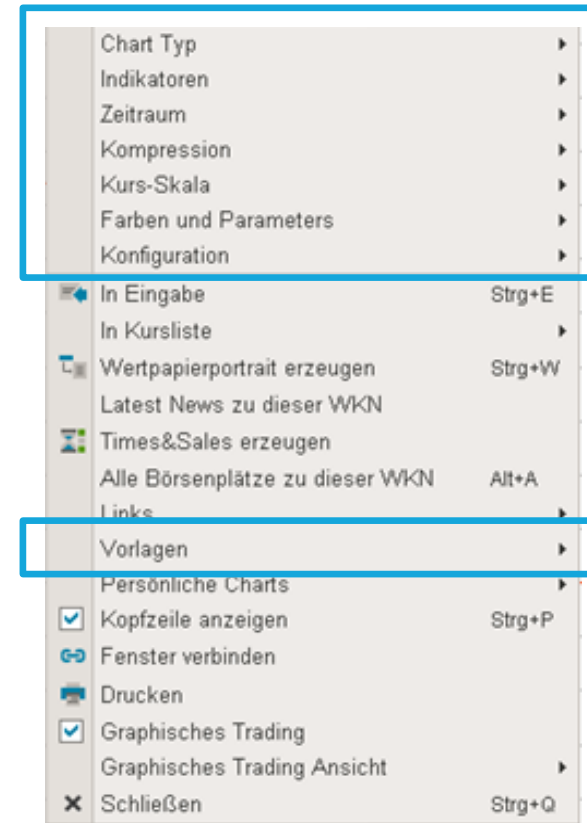 Chart Typ
Indikatoren
Zeitraum
Kompression
Kurs-Skala
Farben und Parameters
Konfiguration
In Eingabe Strg+E
In Kursliste
Wertpapierportrait erzeugen Strg+W
Latest News zu dieser WKN
Times&Sales erzeugen
Alle Börsenplätze zu dieser WKN Alt+A
Links
Vorlagen
Persönliche Charts
Kopfzeile anzeigen Strg+P
Fenster verbinden
Drucken
Graphisches Trading
Graphisches Trading Ansicht
Schließen Strg+Q